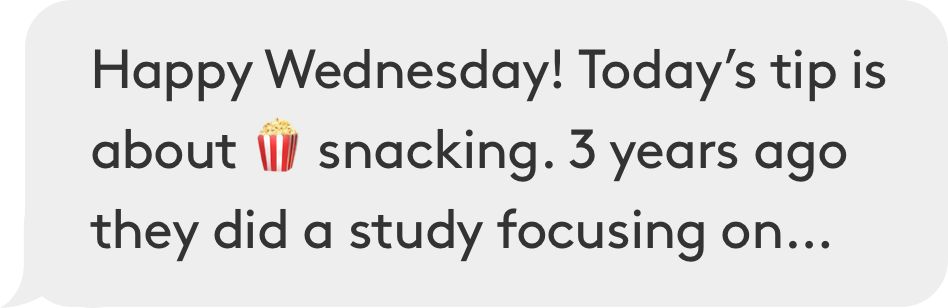 Happy Wednesday! Today’s tip is
about 🍿 snacking. 3 years ago
they did a study focusing on...